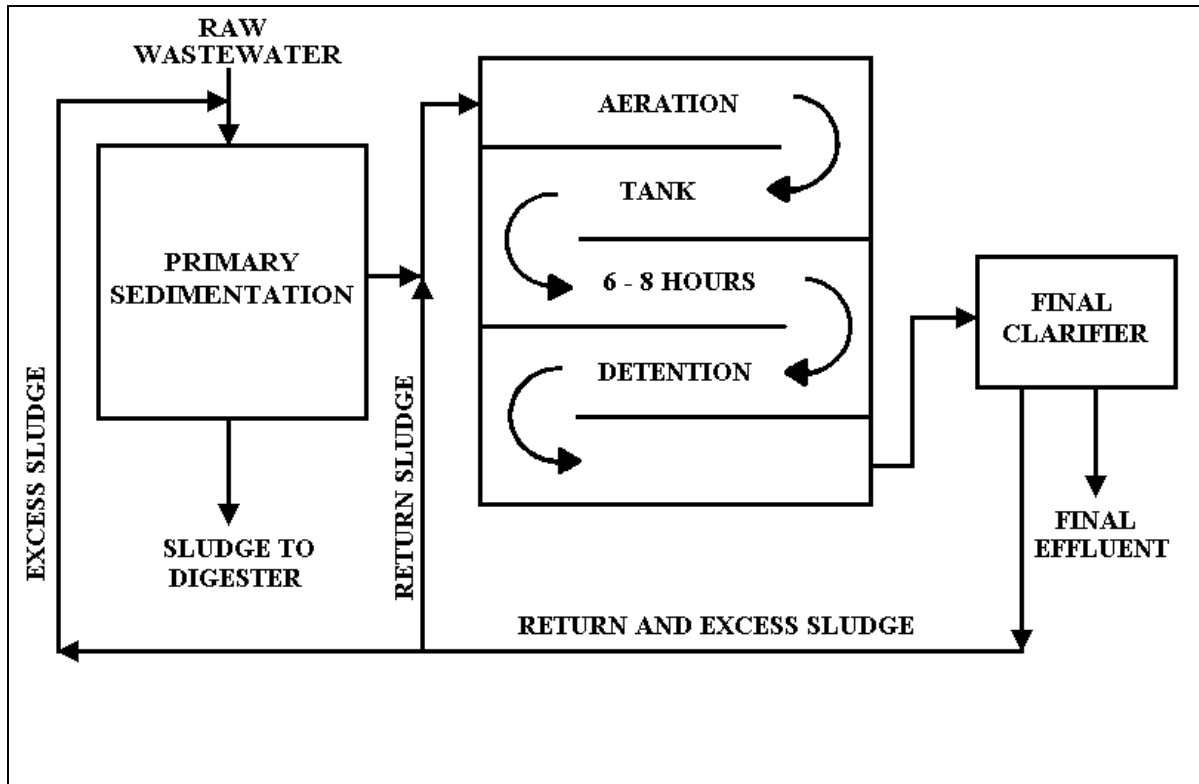 RAW
WASTEWATER
PRIMARY
SEDIMENTATION
SLUDGE TO
DIGESTER
EXCESS SLUDGE
RETURN SLUDGE
AERATION
TANK
6 - 8 HOURS
DETENTION
FINAL
CLARIFIER
FINAL
EFFLUENT
RETURN AND EXCESS SLUDGE